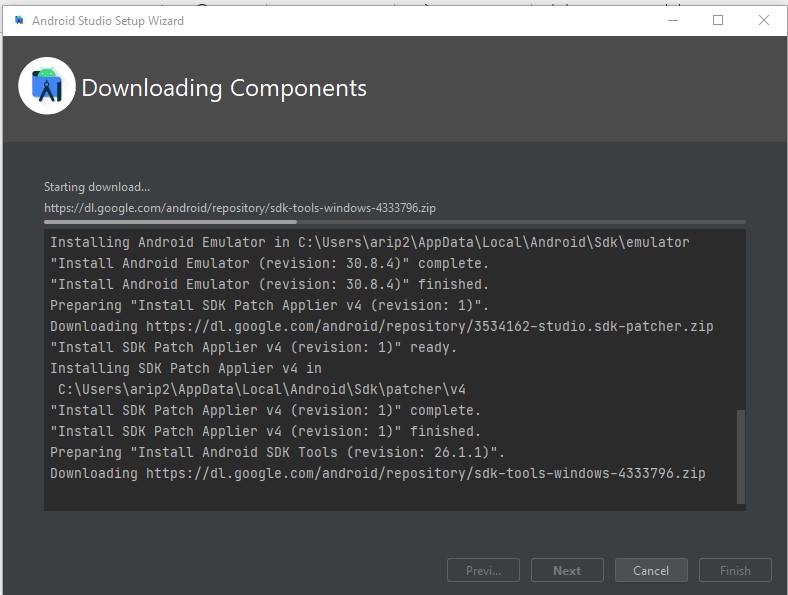 Android Studio Setup Wizard
Downloading Components
Starting download...
https://dl.google.com/android/repository/sdk-tools-windows-4333796.zip
Installing Android Emulator in C:\Users\arip2\AppData\Local\Android\Sdk\emulator
"Install Android Emulator (revision: 30.8.4)" complete.
"Install Android Emulator (revision: 30.8.4)" finished.
Preparing "Install SDK Patch Applier v4 (revision: 1)".
Downloading https://dl.google.com/android/repository/3534162-studio.sdk-patcher.zip
"Install SDK Patch Applier v4 (revision: 1)" ready.
Installing SDK Patch Applier v4 in
C:\Users\arip2\AppData\Local\Android\Sdk\patcher\v4
"Install SDK Patch Applier v4 (revision: 1)" complete.
"Install SDK Patch Applier v4 (revision: 1)" finished.
Preparing "Install Android SDK Tools (revision: 26.1.1)".
Downloading https://dl.google.com/android/repository/sdk-tools-windows-4333796.zip
Previ... Next Cancel Finish